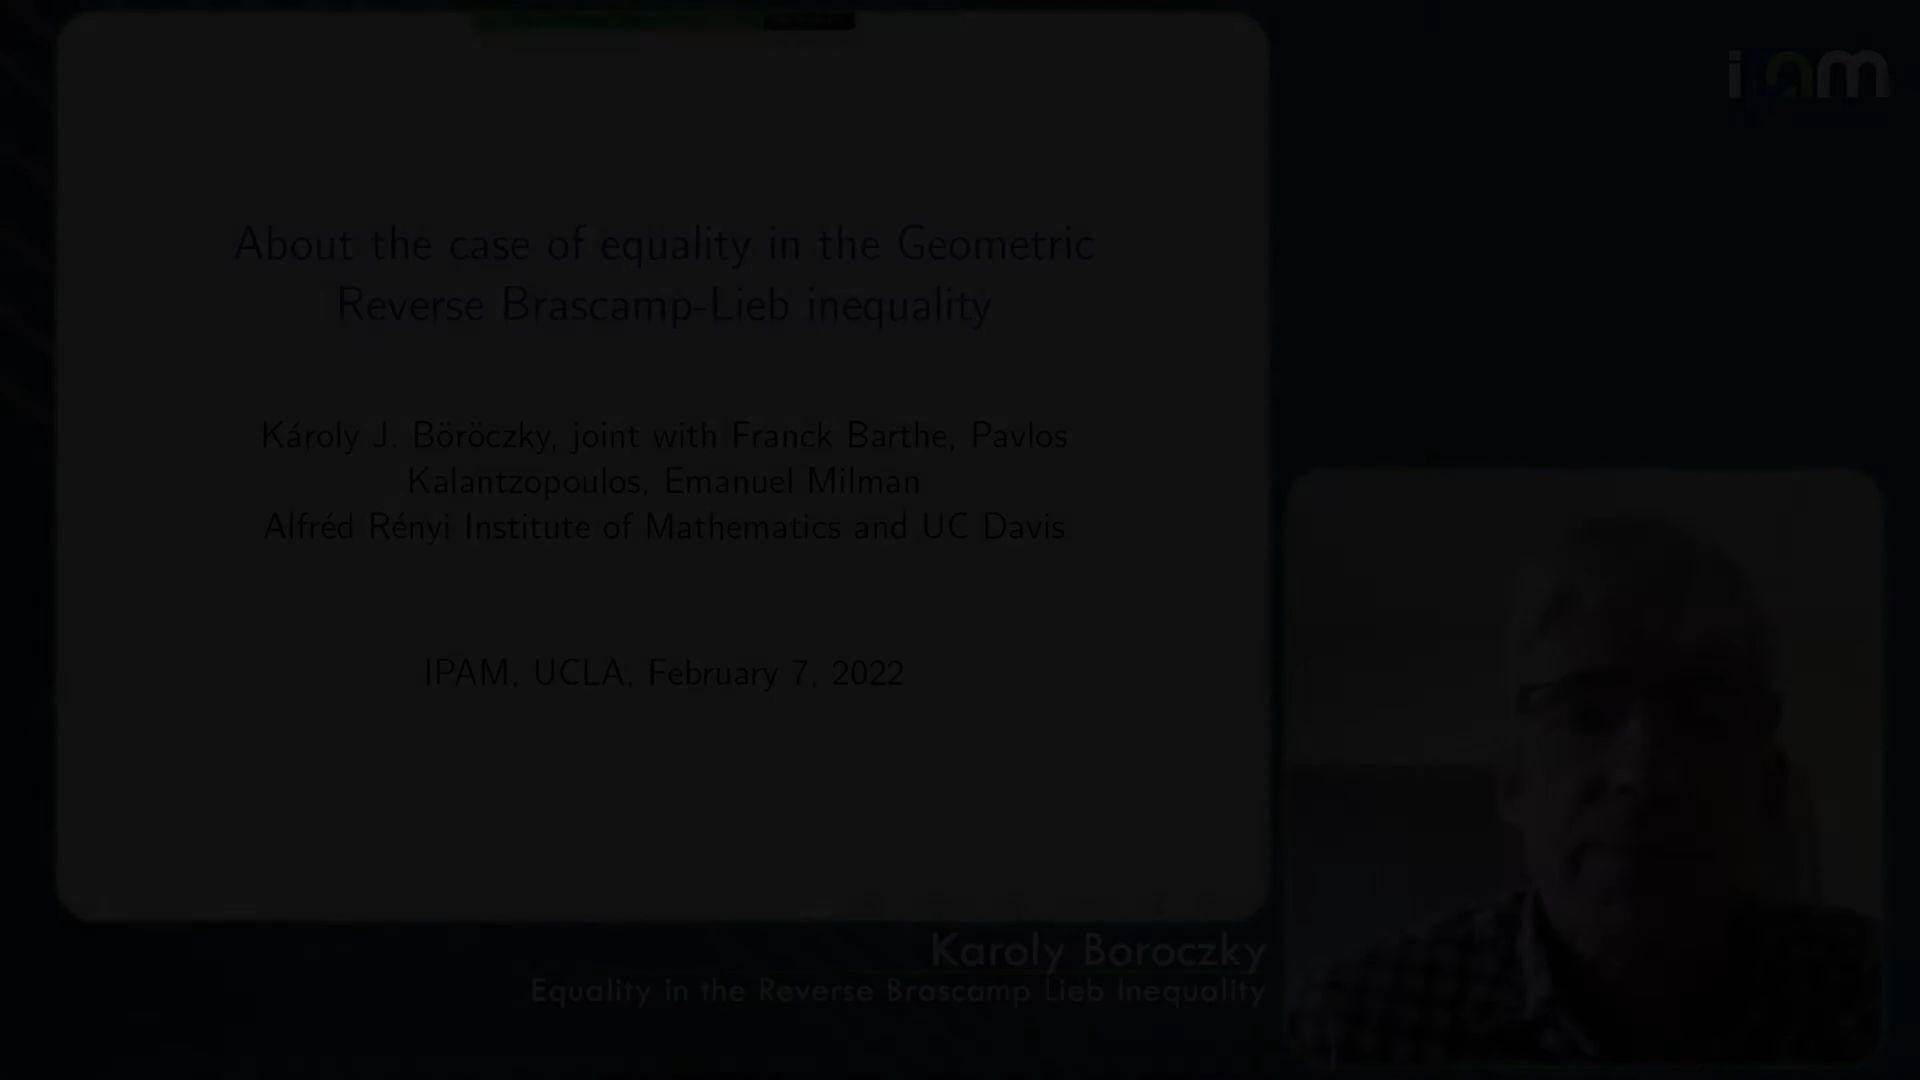 ipam
About the case of equality in the Geometric
Reverse Brascamp-Lieb inequality
Károly J. Böröczky, joint with Franck Barthe, Pavlos
Kalantzopoulos, Emanuel Milman
Alfréd Rényi Institute of Mathematics and UC Davis
IPAM, UCLA, February 7, 2022
Karoly Boroczky
Equality in the Reverse Brascamp Lieb Inequality